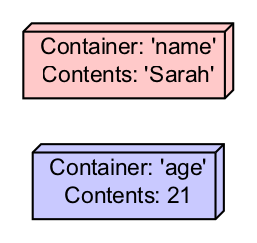 Container: 'name'
Contents: 'Sarah'
Container: 'age'
Contents: 21